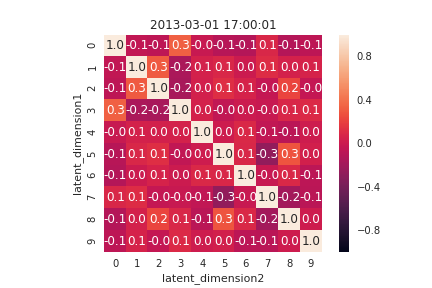 2013-03-01 17:00:01
latent_dimension1
0 1.0 -0.1 -0.1 0.3 -0.0 -0.1 -0.1 0.1 -0.1 -0.1
1 -0.1 1.0 0.3 -0.2 0.1 0.1 0.0 0.1 0.0 0.1
2 -0.1 0.3 1.0 -0.2 0.0 0.1 0.1 -0.0 0.2 -0.0
3 0.3 -0.2 -0.2 1.0 0.0 -0.0 0.0 -0.0 0.1 0.1
4 -0.0 0.1 0.0 0.0 1.0 0.0 0.1 -0.1 -0.1 0.0
5 -0.1 0.1 0.1 -0.0 0.0 1.0 0.1 -0.3 0.3 0.0
6 -0.1 0.0 0.1 0.0 0.1 0.1 1.0 -0.0 0.1 -0.1
7 0.1 0.1 -0.0 -0.0 -0.1 -0.3 -0.0 1.0 -0.2 -0.1
8 -0.1 0.0 0.2 0.1 -0.1 0.3 0.1 -0.2 1.0 0.0
9 -0.1 0.1 -0.0 0.1 0.0 0.0 -0.1 -0.1 0.0 1.0
0 1 2 3 4 5 6 7 8 9
latent_dimension2
0.8
0.4
0.0
−0.4
−0.8